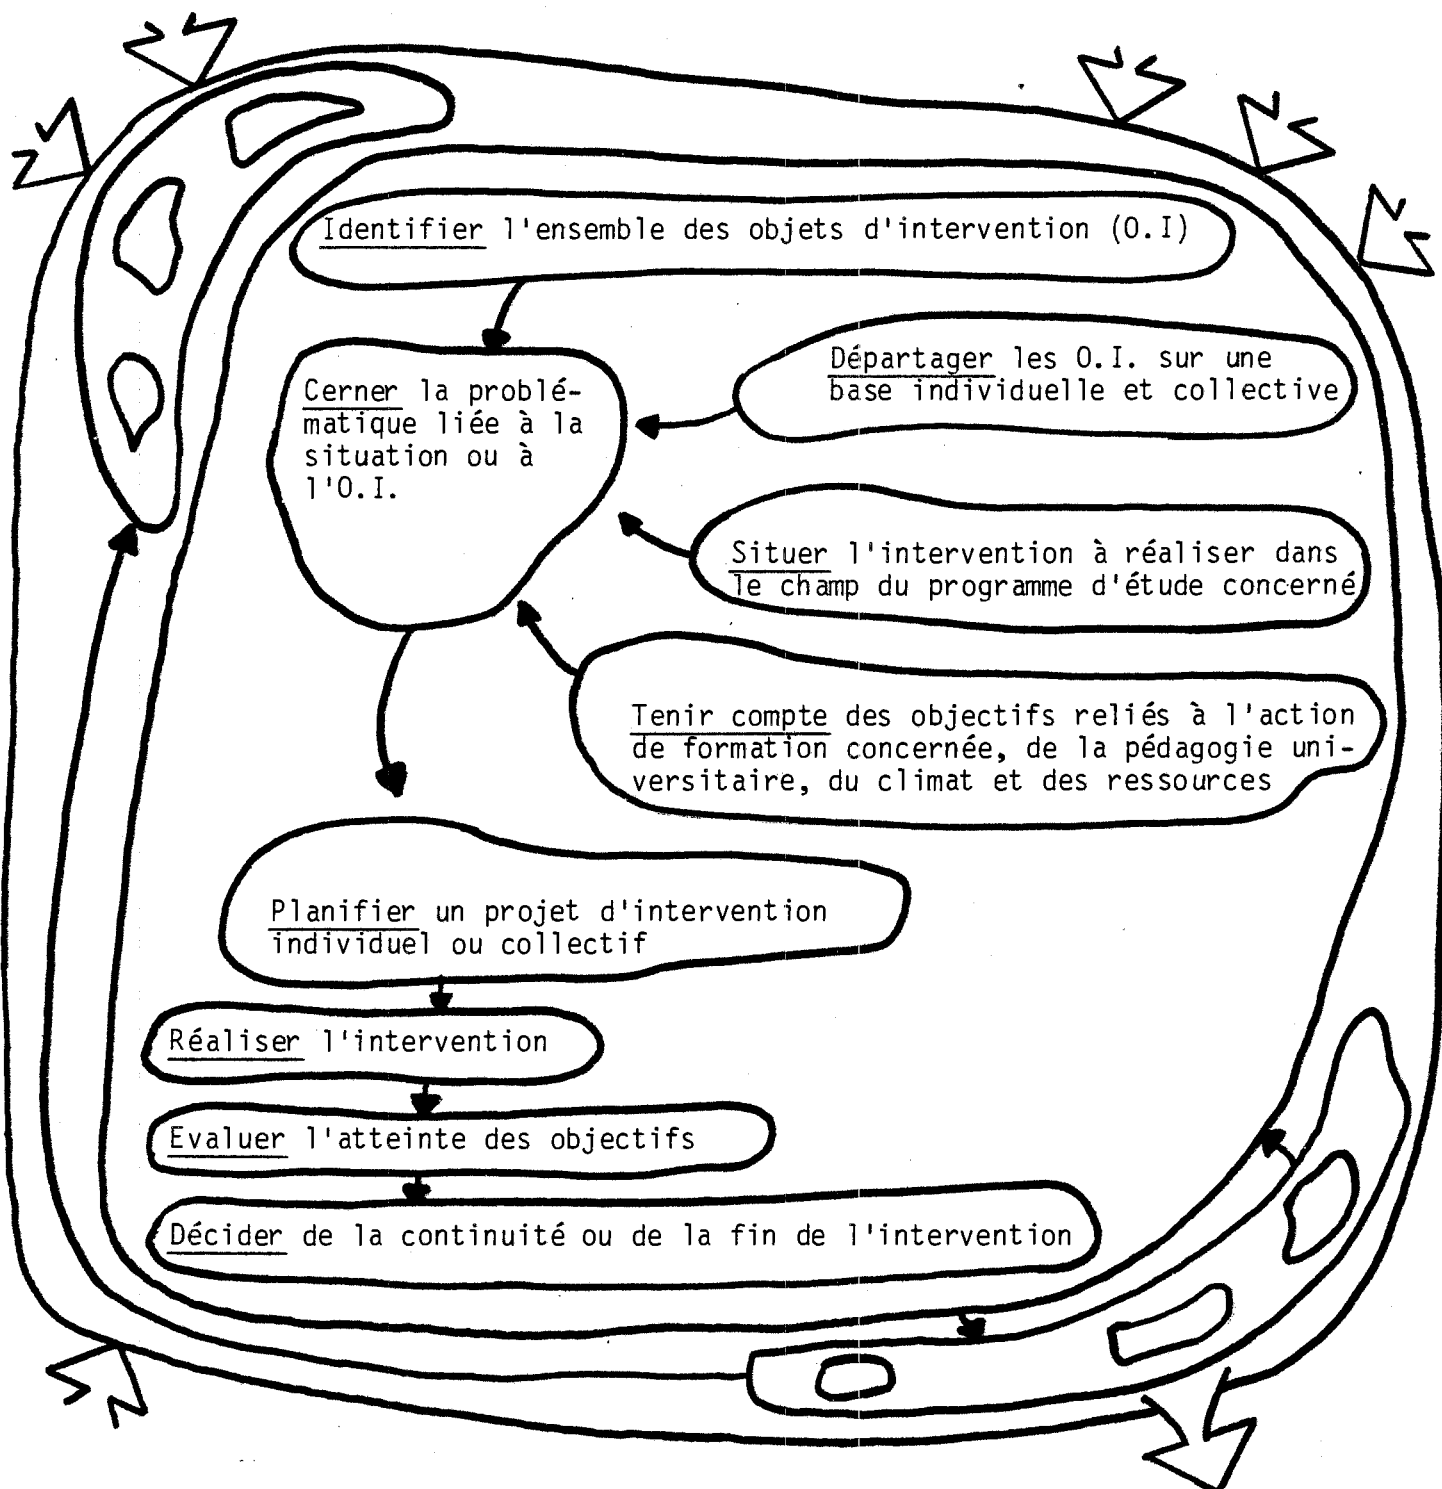 Identifier l'ensemble des objets d'intervention (O.I)
Cerner la problé-
matique liée à la
situation ou à
l'O.I.
Départager les O.I. sur une
base individuelle et collective
Situer l'intervention à réaliser dans
le champ du programme d'étude concerné
Tenir compte des objectifs reliés à l'action
de formation concernée, de la pédagogie uni-
versitaire, du climat et des ressources
Planifier un projet d'intervention
individuel ou collectif
Réaliser l'intervention
Evaluer l'atteinte des objectifs
Décider de la continuité ou de la fin de l'intervention